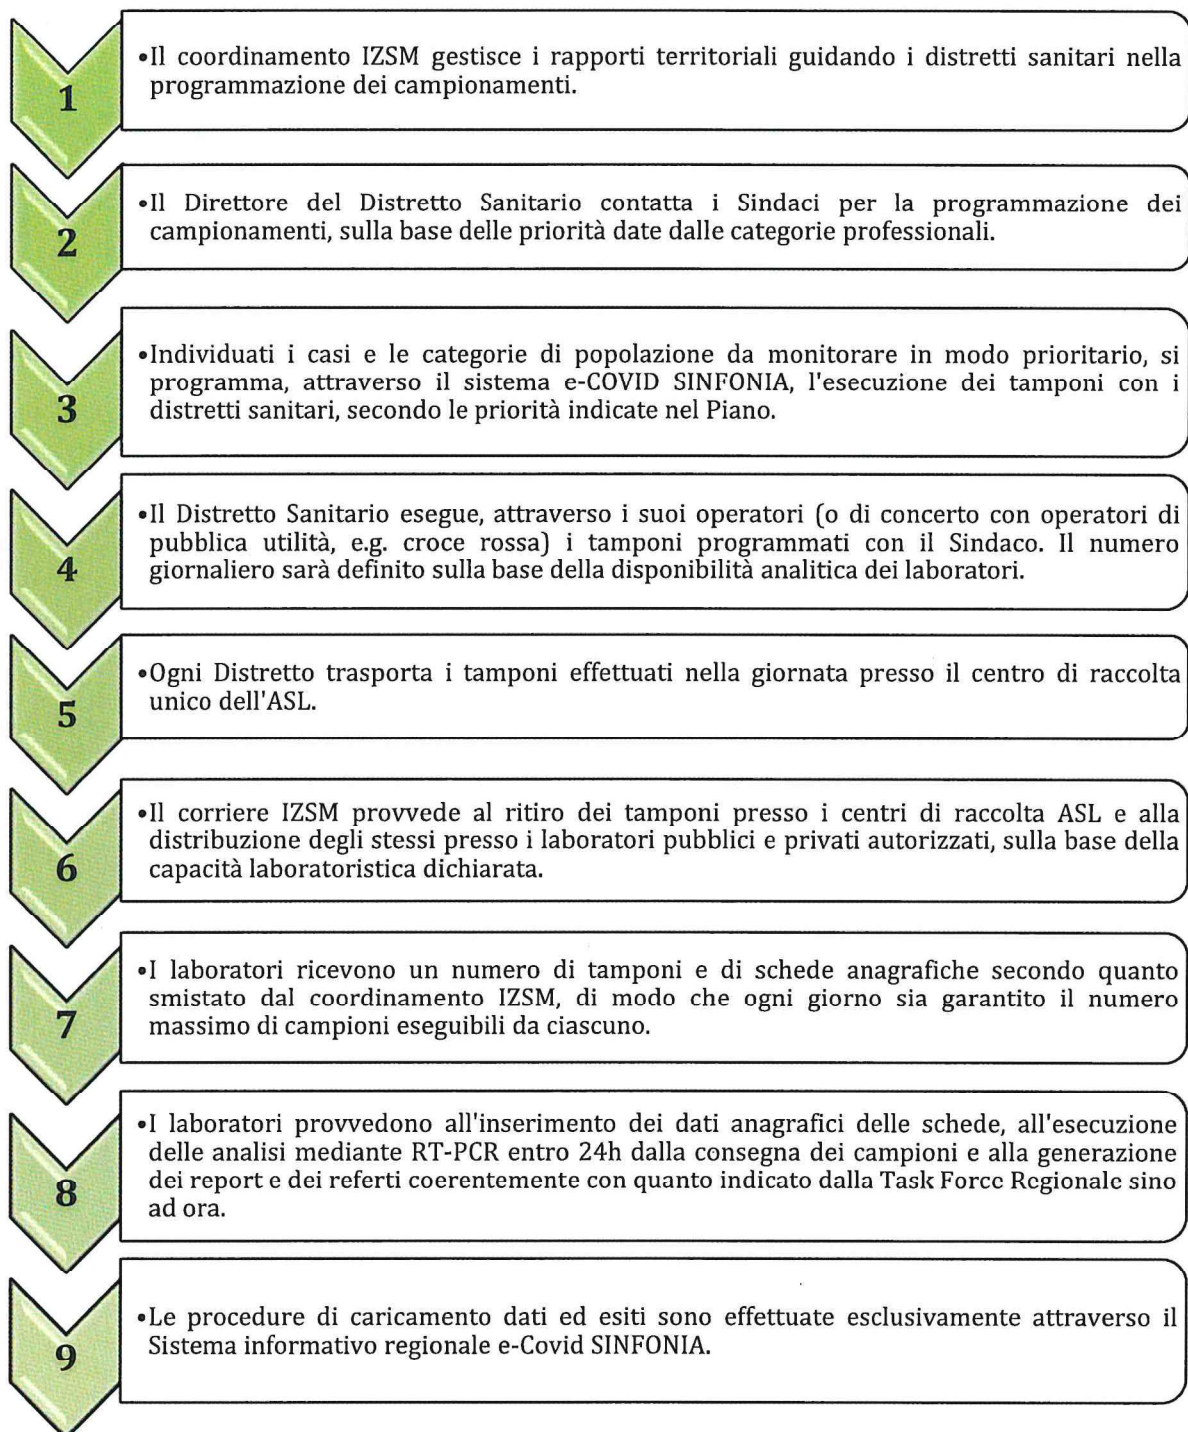 1
•Il coordinamento IZSM gestisce i rapporti territoriali guidando i distretti sanitari nella
programmazione dei campionamenti.
2
•Il Direttore del Distretto Sanitario contatta i Sindaci per la programmazione dei
campionamenti, sulla base delle priorità date dalle categorie professionali.
3
•Individuati i casi e le categorie di popolazione da monitorare in modo prioritario, si
programma, attraverso il sistema e-COVID SINFONIA, l'esecuzione dei tamponi con i
distretti sanitari, secondo le priorità indicate nel Piano.
4
•Il Distretto Sanitario esegue, attraverso i suoi operatori (o di concerto con operatori di
pubblica utilità, e.g. croce rossa) i tamponi programmati con il Sindaco. Il numero
giornaliero sarà definito sulla base della disponibilità analitica dei laboratori.
5
•Ogni Distretto trasporta i tamponi effettuati nella giornata presso il centro di raccolta
unico dell'ASL.
6
•Il corriere IZSM provvede al ritiro dei tamponi presso i centri di raccolta ASL e alla
distribuzione degli stessi presso i laboratori pubblici e privati autorizzati, sulla base della
capacità laboratoristica dichiarata.
7
•I laboratori ricevono un numero di tamponi e di schede anagrafiche secondo quanto
smistato dal coordinamento IZSM, di modo che ogni giorno sia garantito il numero
massimo di campioni eseguibili da ciascuno.
8
•I laboratori provvedono all'inserimento dei dati anagrafici delle schede, all'esecuzione
delle analisi mediante RT-PCR entro 24h dalla consegna dei campioni e alla generazione
dei report e dei referti coerentemente con quanto indicato dalla Task Force Regionale sino
ad ora.
9
•Le procedure di caricamento dati ed esiti sono effettuate esclusivamente attraverso il
Sistema informativo regionale e-Covid SINFONIA.